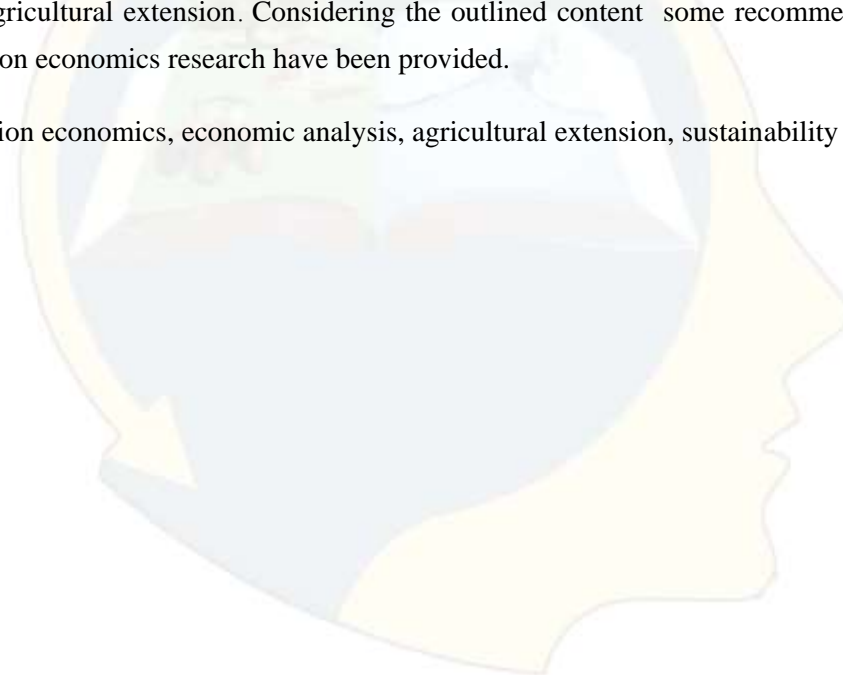 gricultural extension. Considering the outlined content some recomme
on economics research have been provided.
ion economics, economic analysis, agricultural extension, sustainability